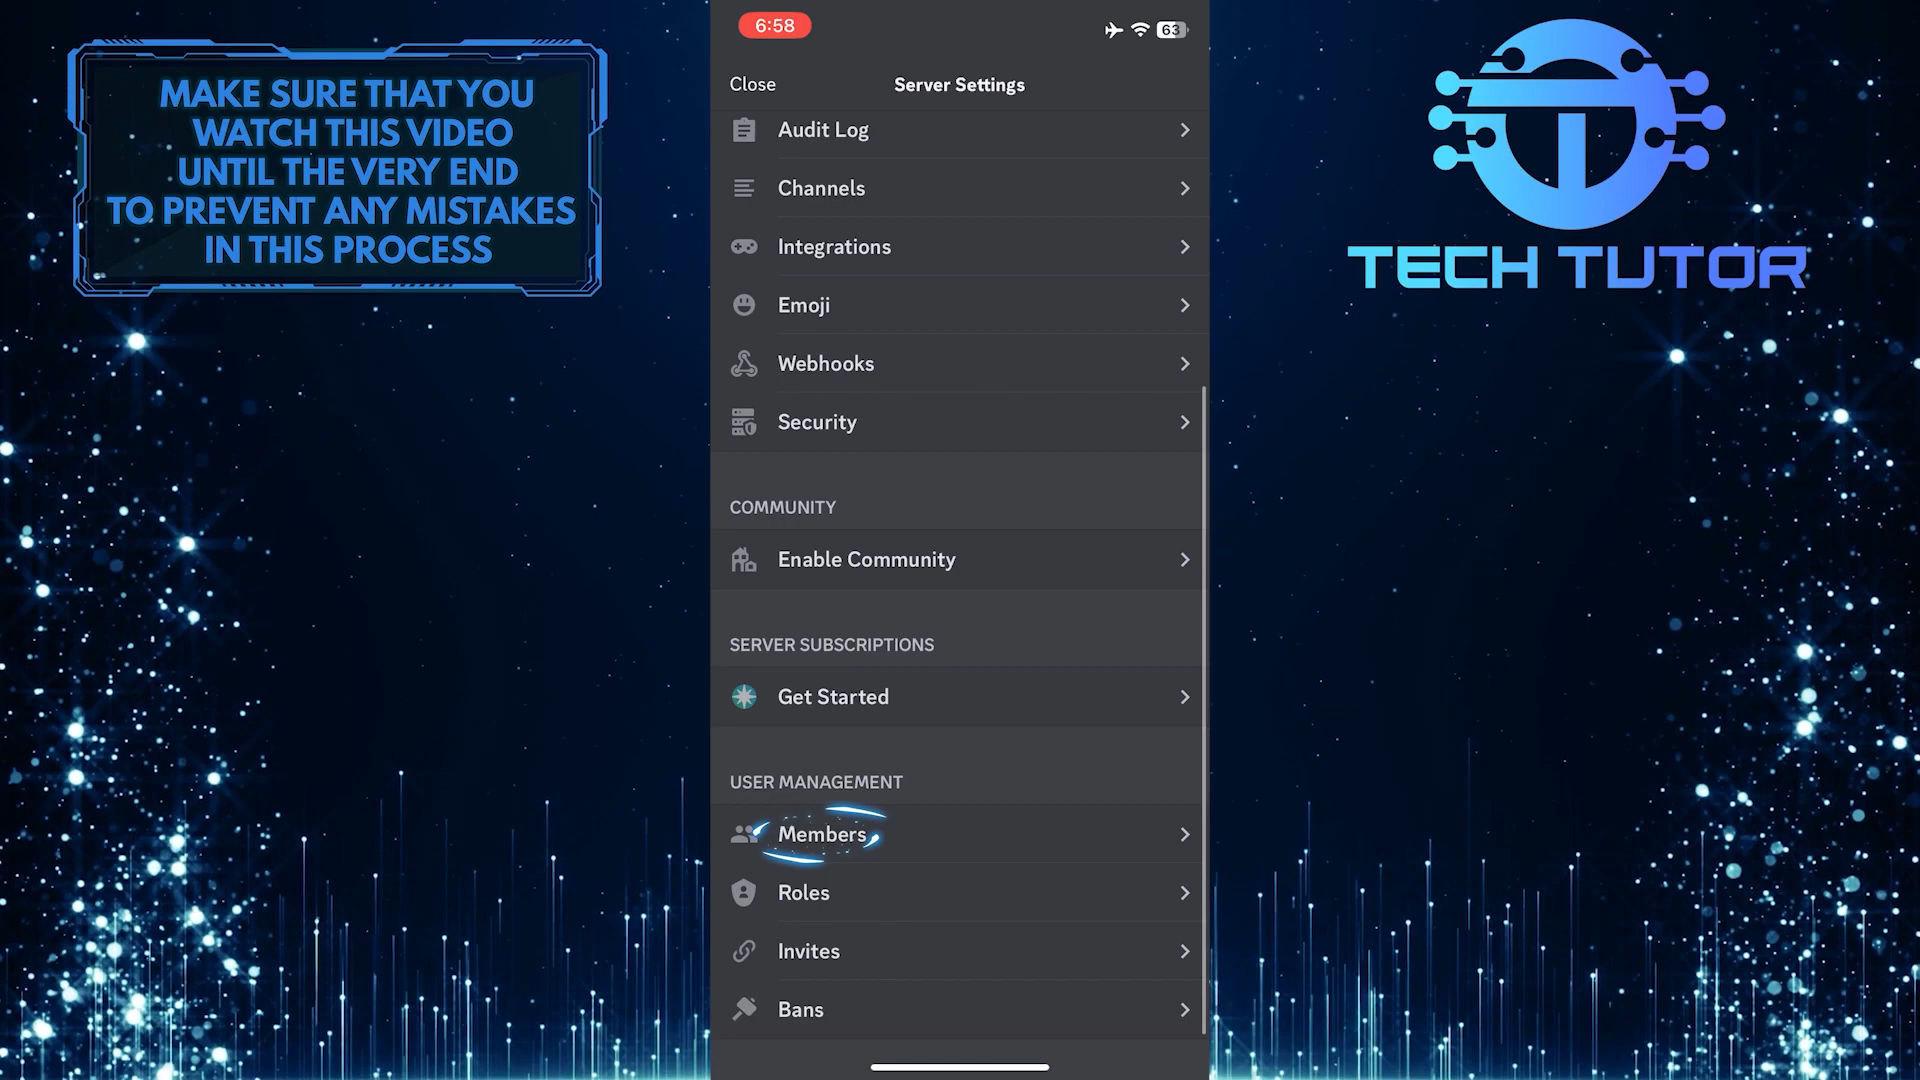 MAKE SURE THAT YOU
WATCH THIS VIDEO
UNTIL THE VERY END
TO PREVENT ANY MISTAKES
IN THIS PROCESS
6:58
63
Close
Server Settings
Audit Log
Channels
Integrations
Emoji
Webhooks
Security
COMMUNITY
Enable Community
SERVER SUBSCRIPTIONS
Get Started
USER MANAGEMENT
Members
Roles
Invites
Bans
TECH TUTOR